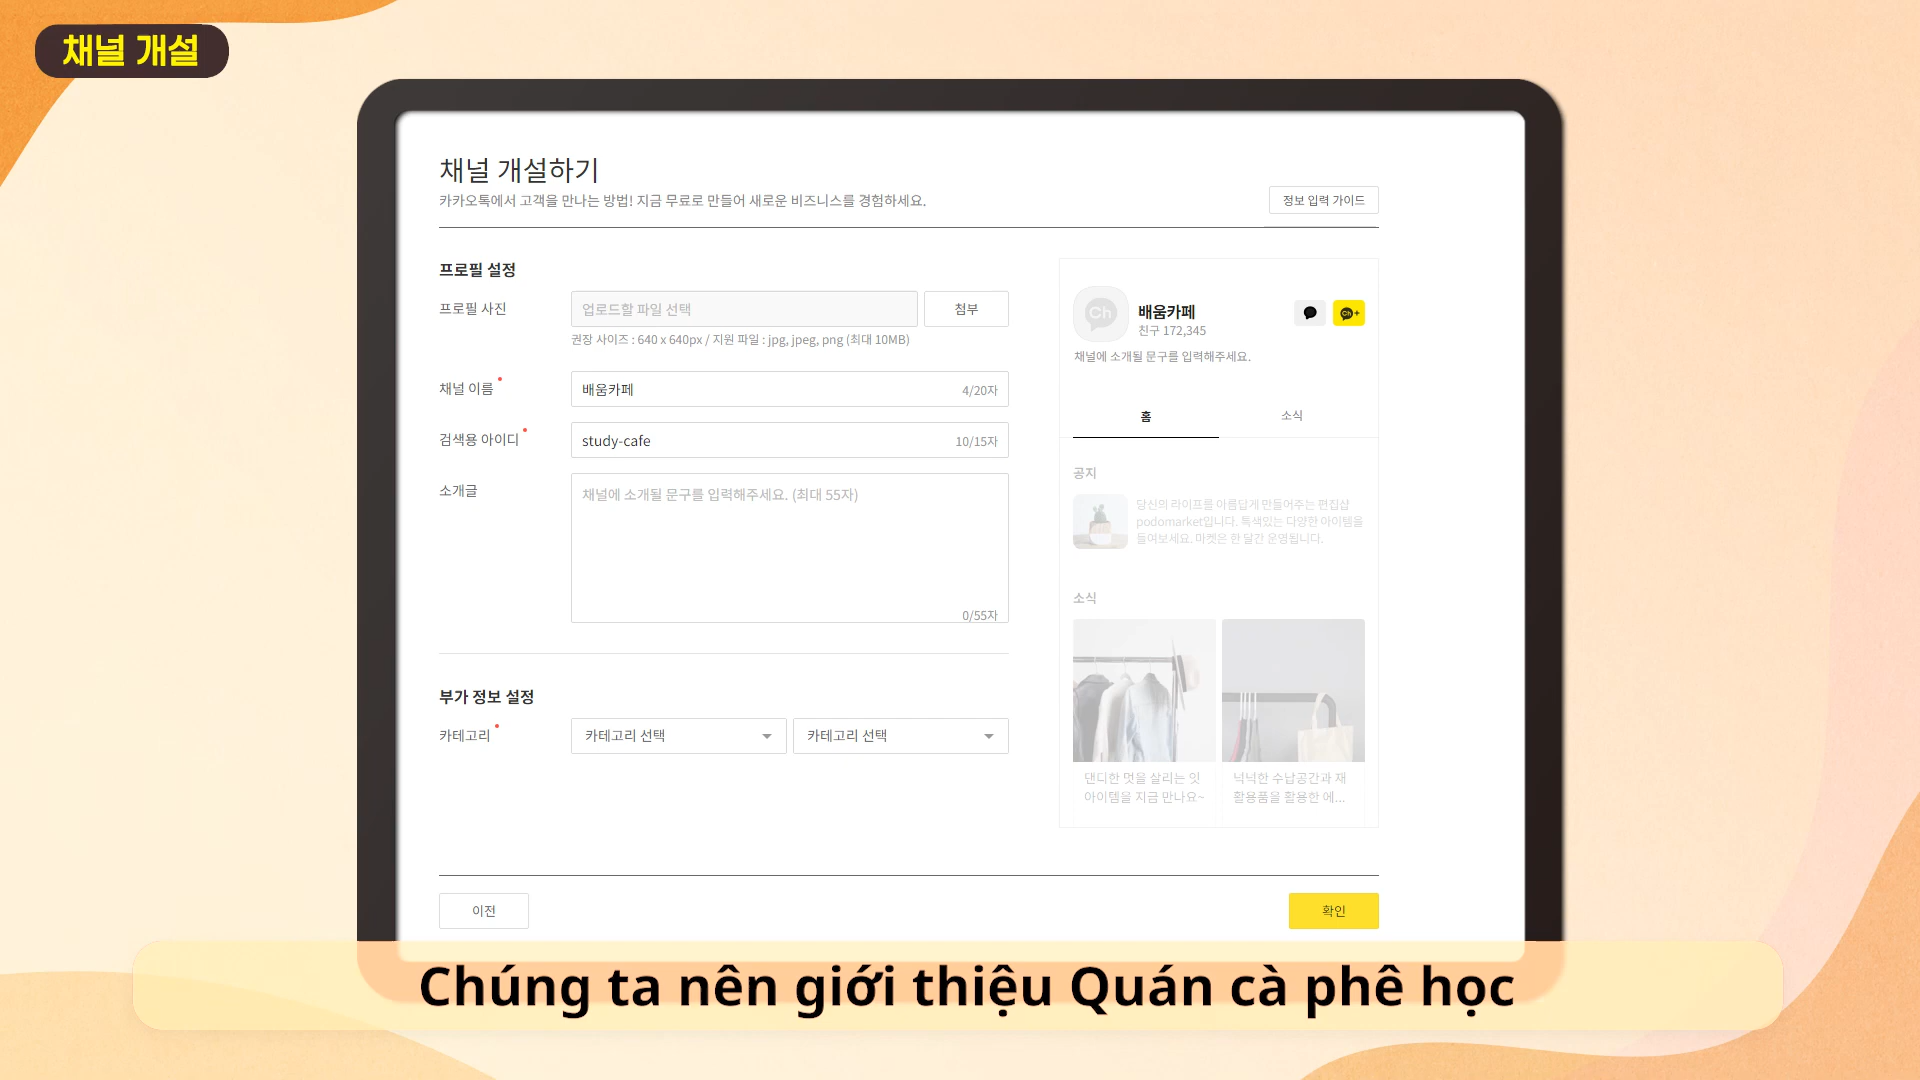 채널 개설
채널 개설하기
카카오톡에서 고객을 만나는 방법! 지금 무료로 만들어 새로운 비즈니스를 경험하세요.
정보 입력 가이드
프로필 설정
프로필 사진
업로드할 파일 선택
첨부
권장 사이즈 : 640 x 640px / 지원 파일 : jpg, jpeg, png (최대 10MB)
채널 이름
배움카페
4/20자
검색용 아이디
study-cafe
10/15자
소개글
채널에 소개될 문구를 입력해주세요. (최대 55자)
0/55자
부가 정보 설정
카테고리
카테고리 선택
카테고리 선택
Ch
배움카페
친구 172,345
Ch+
채널에 소개될 문구를 입력해주세요.
홈
소식
공지
당신의 라이프를 아름답게 만들어주는 편집샵
podomarket입니다. 특색있는 다양한 아이템을
들여보세요. 마켓은 한 달간 운영됩니다.
소식
댄디한 멋을 살리는 잇
아이템을 지금 만나요~
넉넉한 수납공간과 재
활용품을 활용한 에...
이전
확인
Chúng ta nên giới thiệu Quán cà phê học